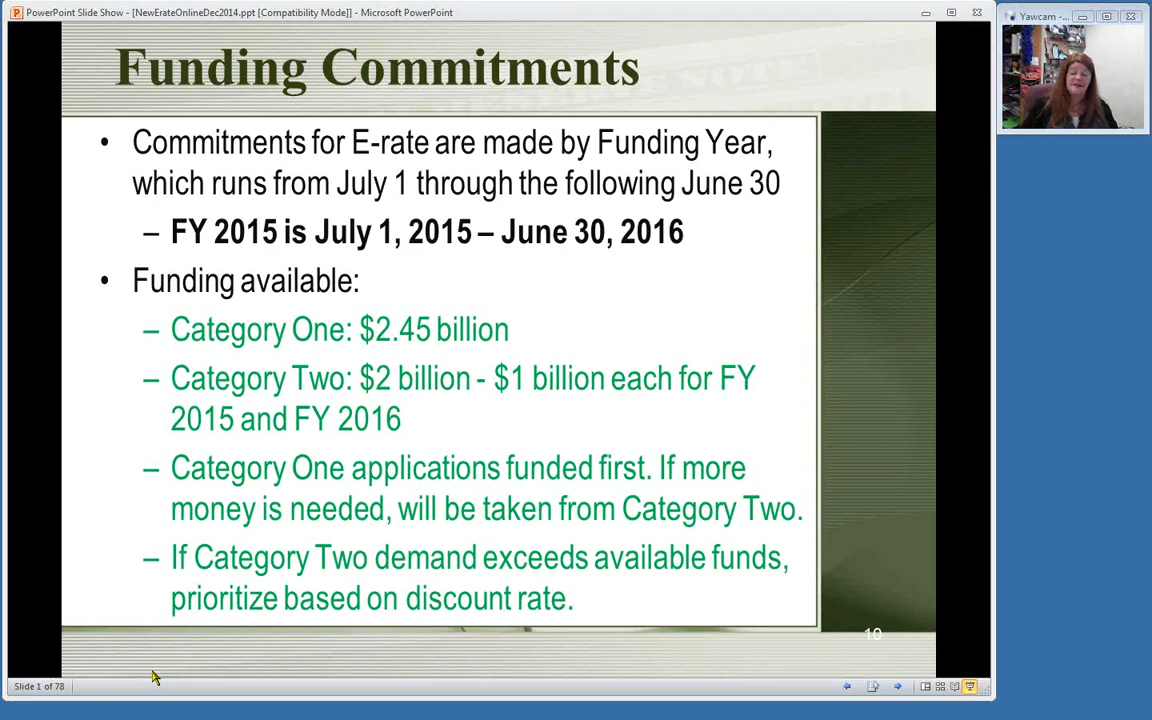 PowerPoint Slide Show - [NewErateOnlineDec2014.ppt [Compatibility Mode]] - Microsoft PowerPoint
Yawcam -...
Funding Commitments
• Commitments for E-rate are made by Funding Year,
which runs from July 1 through the following June 30
– FY 2015 is July 1, 2015 – June 30, 2016
• Funding available:
– Category One: $2.45 billion
– Category Two: $2 billion - $1 billion each for FY
2015 and FY 2016
– Category One applications funded first. If more
money is needed, will be taken from Category Two.
– If Category Two demand exceeds available funds,
prioritize based on discount rate.
10
Slide 1 of 78